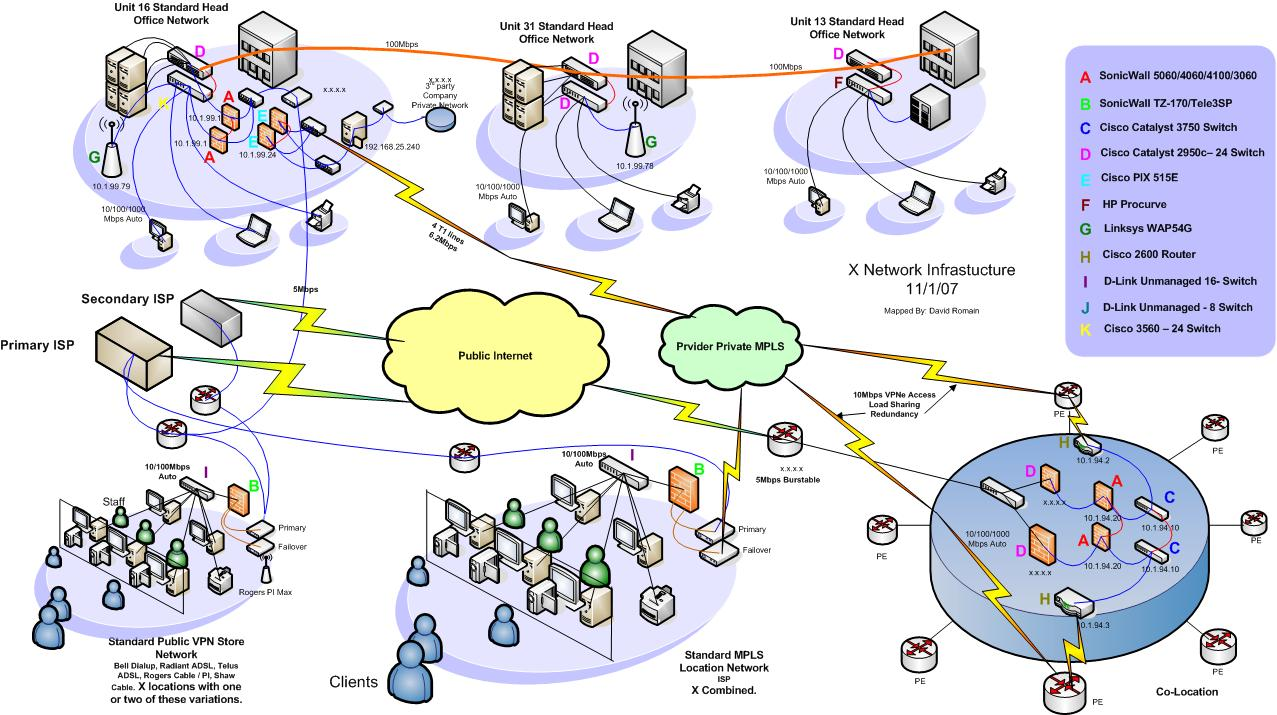 Unit 16 Standard Head
Office Network
D
K
A
A
E
E
G
10.1.99.1
10.1.99.1
10.1.99.24
10.1.99.79
10/100/1000
Mbps Auto
x.x.x.x
x.x.x.x
3rd party
Company
Private Network
192.168.25.240
100Mbps
Unit 31 Standard Head
Office Network
D
D
G
10.1.99.78
10/100/1000
Mbps Auto
100Mbps
Unit 13 Standard Head
Office Network
D
F
10/100/1000
Mbps Auto
A SonicWall 5060/4060/4100/3060
B SonicWall TZ-170/Tele3SP
C Cisco Catalyst 3750 Switch
D Cisco Catalyst 2950c– 24 Switch
E Cisco PIX 515E
F HP Procurve
G Linksys WAP54G
H Cisco 2600 Router
I D-Link Unmanaged 16- Switch
J D-Link Unmanaged - 8 Switch
K Cisco 3560 – 24 Switch
4 T1 lines
6.2Mbps
X Network Infrastucture
11/1/07
Mapped By: David Romain
Secondary ISP
Primary ISP
5Mbps
Public Internet
Prvider Private MPLS
10Mbps VPNe Access
Load Sharing
Redundancy
x.x.x.x
5Mbps Burstable
10/100Mbps
Auto
I
B
Staff
Primary
Failover
Rogers PI Max
Standard Public VPN Store
Network
Bell Dialup, Radiant ADSL, Telus
ADSL, Rogers Cable / PI, Shaw
Cable. X locations with one
or two of these variations.
10/100Mbps
Auto
I
B
Primary
Failover
Clients
Standard MPLS
Location Network
ISP
X Combined.
PE
H
10.1.94.2
PE
D
x.x.x.x
A
10.1.94.20
C
10.1.94.10
10/100/1000
Mbps Auto
D
x.x.x.x
A
10.1.94.20
C
10.1.94.10
H
10.1.94.3
PE
PE
PE
PE
PE
Co-Location